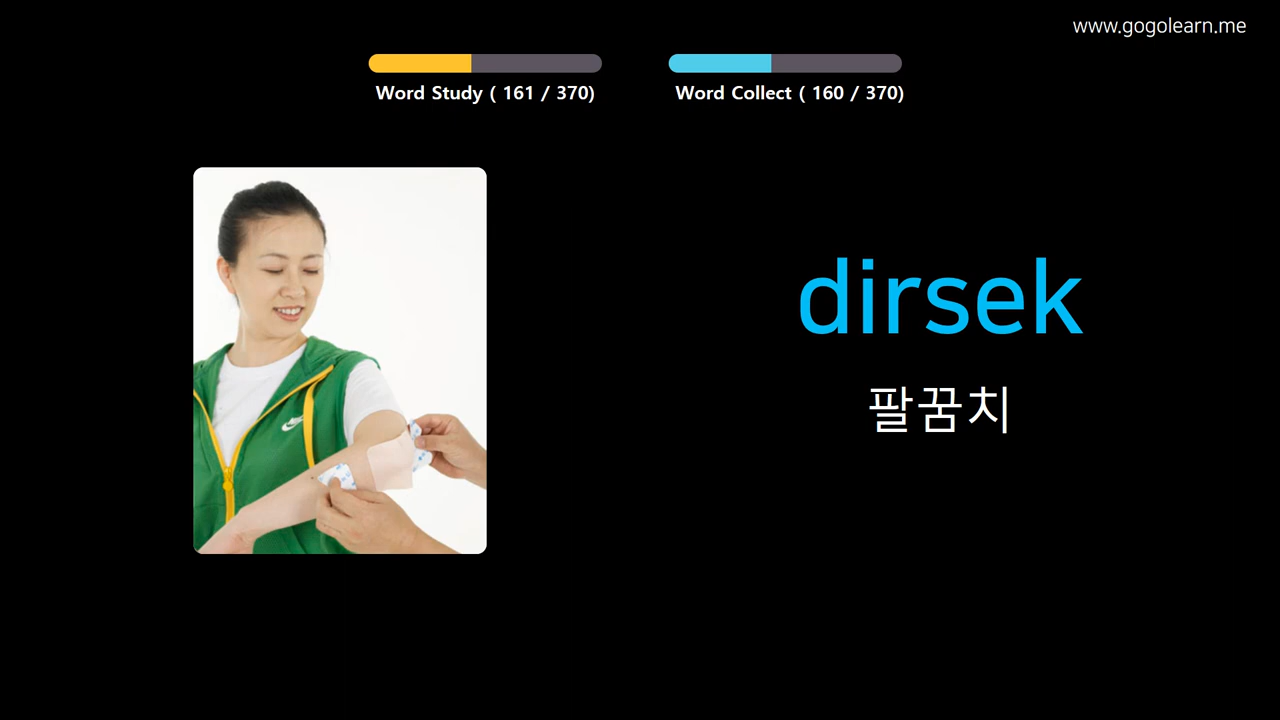 www.gogolearn.me
Word Study ( 161 / 370)
Word Collect ( 160 / 370)
dirsek
팔꿈치